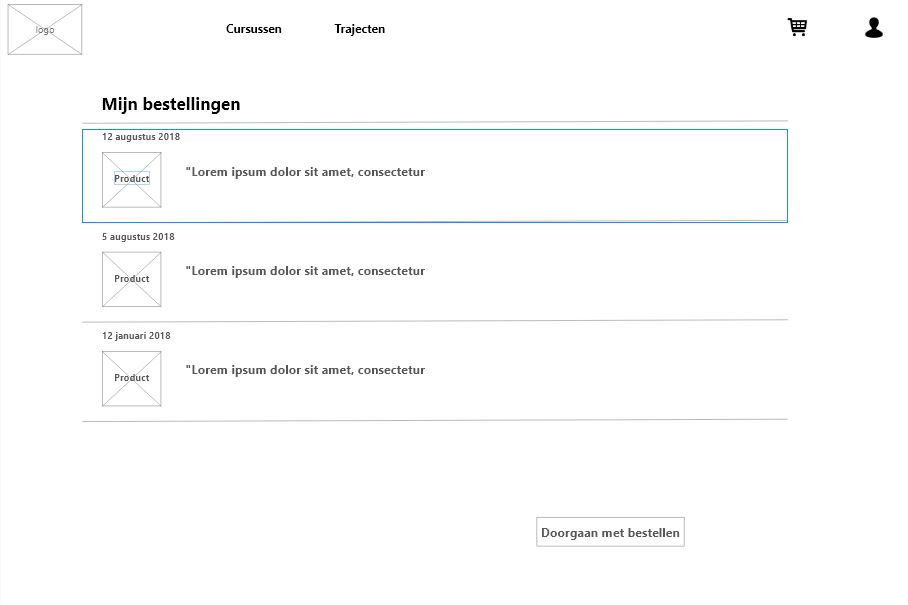 logo
Cursussen
Trajecten
Mijn bestellingen
12 augustus 2018
Product
"Lorem ipsum dolor sit amet, consectetur
5 augustus 2018
Product
"Lorem ipsum dolor sit amet, consectetur
12 januari 2018
Product
"Lorem ipsum dolor sit amet, consectetur
Doorgaan met bestellen